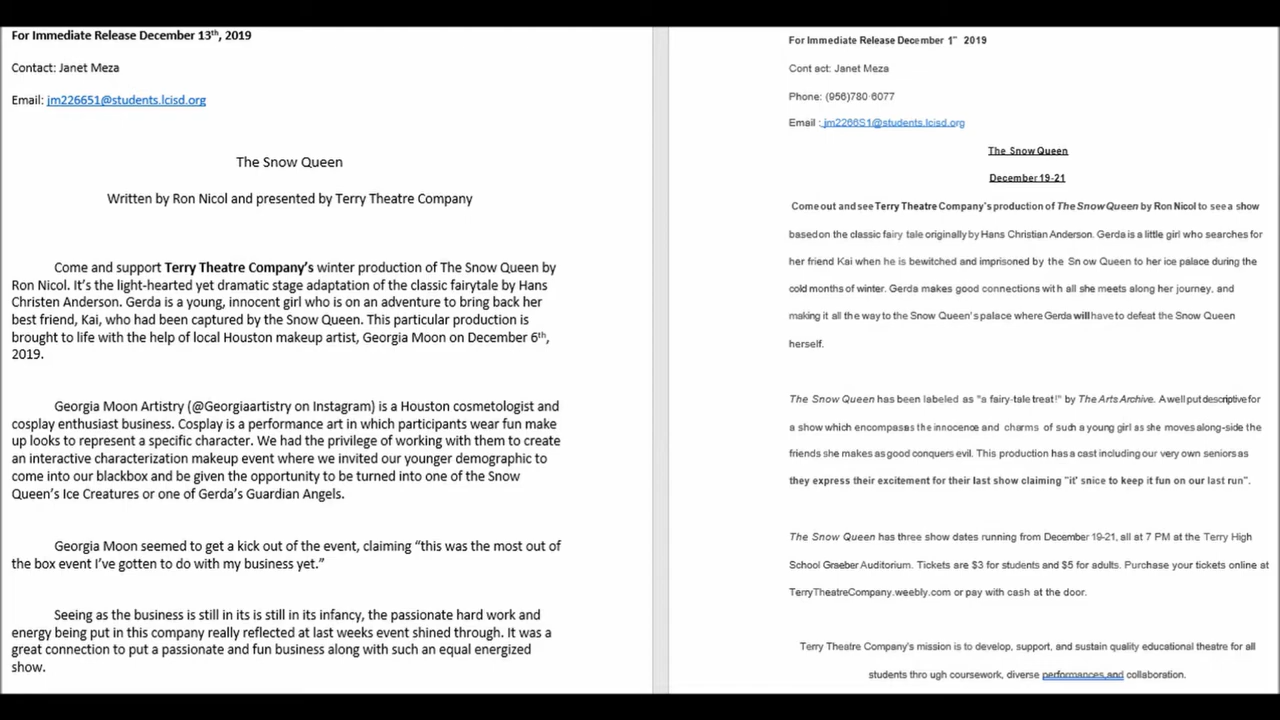 For Immediate Release December 13th, 2019
Contact: Janet Meza
Email: jm226651@students.lcisd.org
The Snow Queen
Written by Ron Nicol and presented by Terry Theatre Company
Come and support Terry Theatre Company's winter production of The Snow Queen by
Ron Nicol. It's the light-hearted yet dramatic stage adaptation of the classic fairytale by Hans
Christen Anderson. Gerda is a young, innocent girl who is on an adventure to bring back her
best friend, Kai, who had been captured by the Snow Queen. This particular production is
brought to life with the help of local Houston makeup artist, Georgia Moon on December 6th,
2019.
Georgia Moon Artistry (@Georgiaartistry on Instagram) is a Houston cosmetologist and
cosplay enthusiast business. Cosplay is a performance art in which participants wear fun make
up looks to represent a specific character. We had the privilege of working with them to create
an interactive characterization makeup event where we invited our younger demographic to
come into our blackbox and be given the opportunity to be turned into one of the Snow
Queen's Ice Creatures or one of Gerda's Guardian Angels.
Georgia Moon seemed to get a kick out of the event, claiming “this was the most out of
the box event I've gotten to do with my business yet.”
Seeing as the business is still in its is still in its infancy, the passionate hard work and
energy being put in this company really reflected at last weeks event shined through. It was a
great connection to put a passionate and fun business along with such an equal energized
show.
For Immediate Release December 1st 2019
Cont act: Janet Meza
Phone: (956)780·6077
Email : jm2266S1@students.lcisd.org
The Snow Queen
December 19-21
Come out and see Terry Theatre Company's production of The Snow Queen by Ron Nicol to see a show
based on the classic fairy tale originally by Hans Christian Anderson. Gerda is a little girl who searches for
her friend Kai when he is bewitched and imprisoned by the Sn ow Queen to her ice palace during the
cold months of winter. Gerda makes good connections wit h all she meets along her journey, and
making it all the way to the Snow Queen's palace where Gerda will have to defeat the Snow Queen
herself.
The Snow Queen has been labeled as "a fairy-tale treat!" by The Arts Archive. A well put descriptive for
a show which encompasses the innocence and charms of such a young girl as she moves along-side the
friends she makes as good conquers evil. This production has a cast including our very own seniors as
they express their excitement for their last show claiming "it' s nice to keep it fun on our last run".
The Snow Queen has three show dates running from December 19-21, all at 7 PM at the Terry High
School Graeber Auditorium. Tickets are $3 for students and $5 for adults. Purchase your tickets online at
TerryTheatreCompany.weebly.com or pay with cash at the door.
Terry Theatre Company's mission is to develop, support, and sustain quality educational theatre for all
students thro ugh coursework, diverse performances,and collaboration.